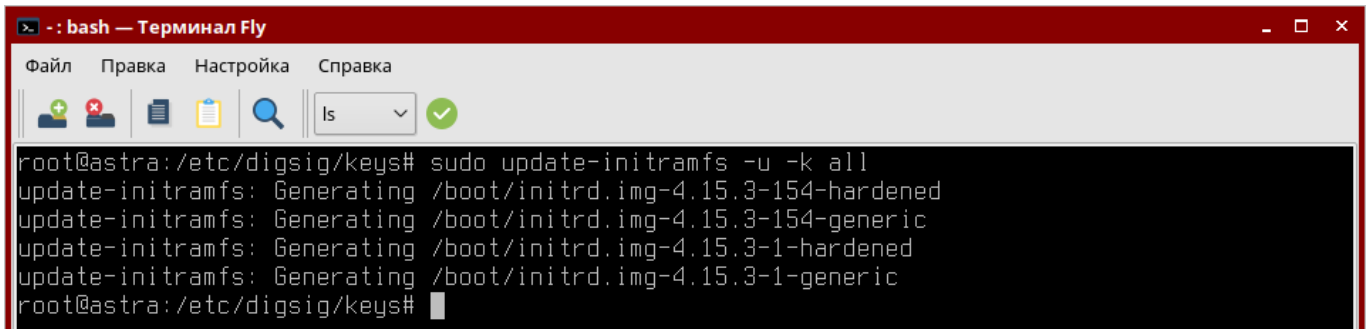 - : bash — Терминал Fly
Файл Правка Настройка Справка
ls
root@astra:/etc/digsig/keys# sudo update-initramfs -u -k all
update-initramfs: Generating /boot/initrd.img-4.15.3-154-hardened
update-initramfs: Generating /boot/initrd.img-4.15.3-154-generic
update-initramfs: Generating /boot/initrd.img-4.15.3-1-hardened
update-initramfs: Generating /boot/initrd.img-4.15.3-1-generic
root@astra:/etc/digsig/keys#